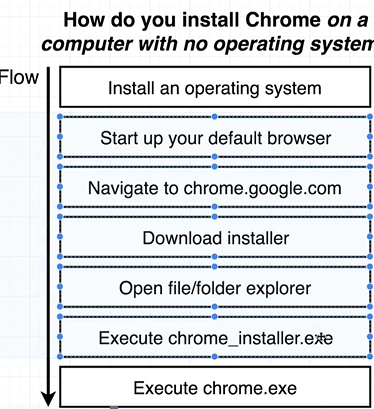 How do you install Chrome on a
computer with no operating system
Flow
Install an operating system
Start up your default browser
Navigate to chrome.google.com
Download installer
Open file/folder explorer
Execute chrome_installer.exe
Execute chrome.exe